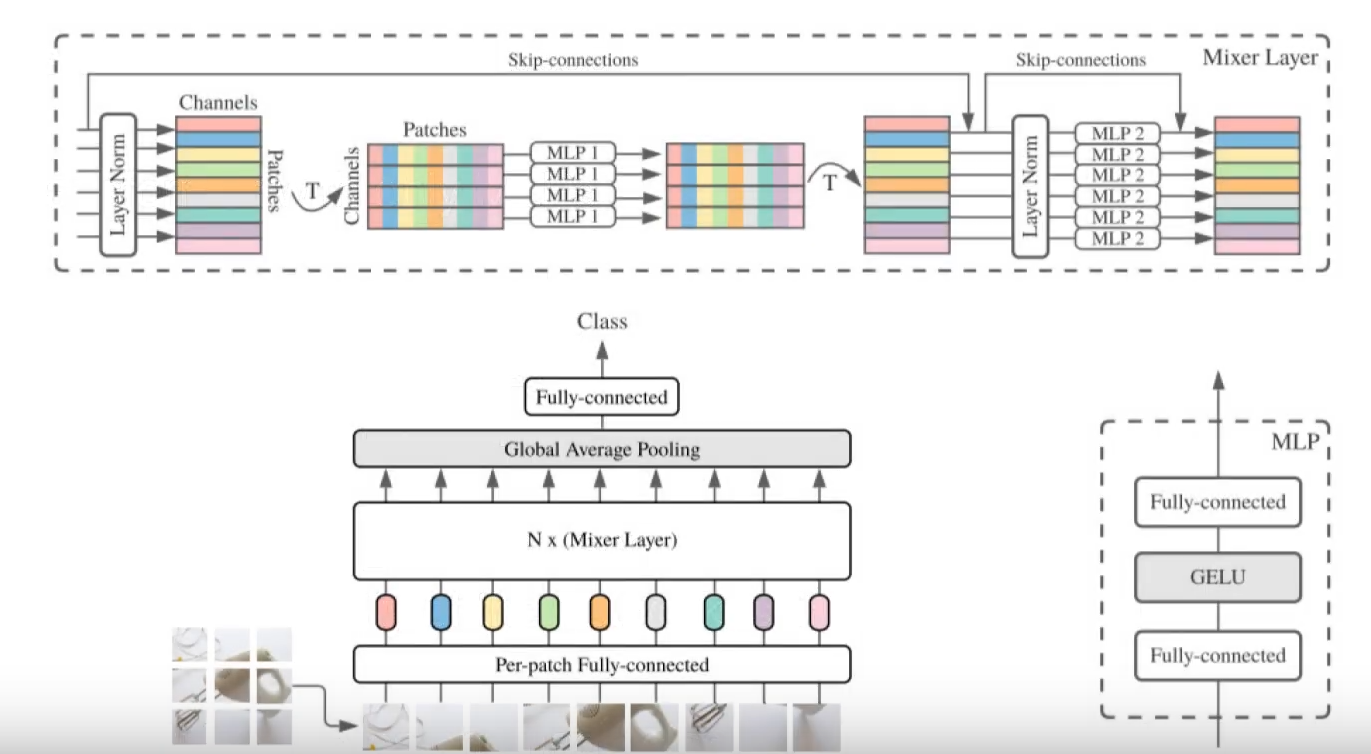 Skip-connections
Skip-connections
Mixer Layer
Channels
Layer Norm
Patches
T
Patches
Channels
MLP 1
MLP 1
MLP 1
MLP 1
T
Layer Norm
MLP 2
MLP 2
MLP 2
MLP 2
MLP 2
MLP 2
Class
Fully-connected
Global Average Pooling
N x (Mixer Layer)
Per-patch Fully-connected
MLP
Fully-connected
GELU
Fully-connected